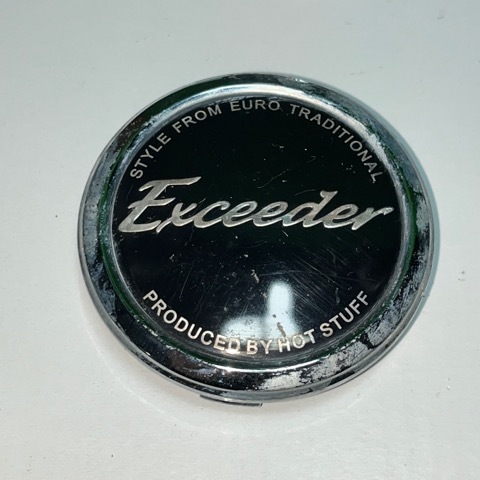 STYLE FROM EURO TRADITIONAL
Exceeder
PRODUCED BY HOT STUFF